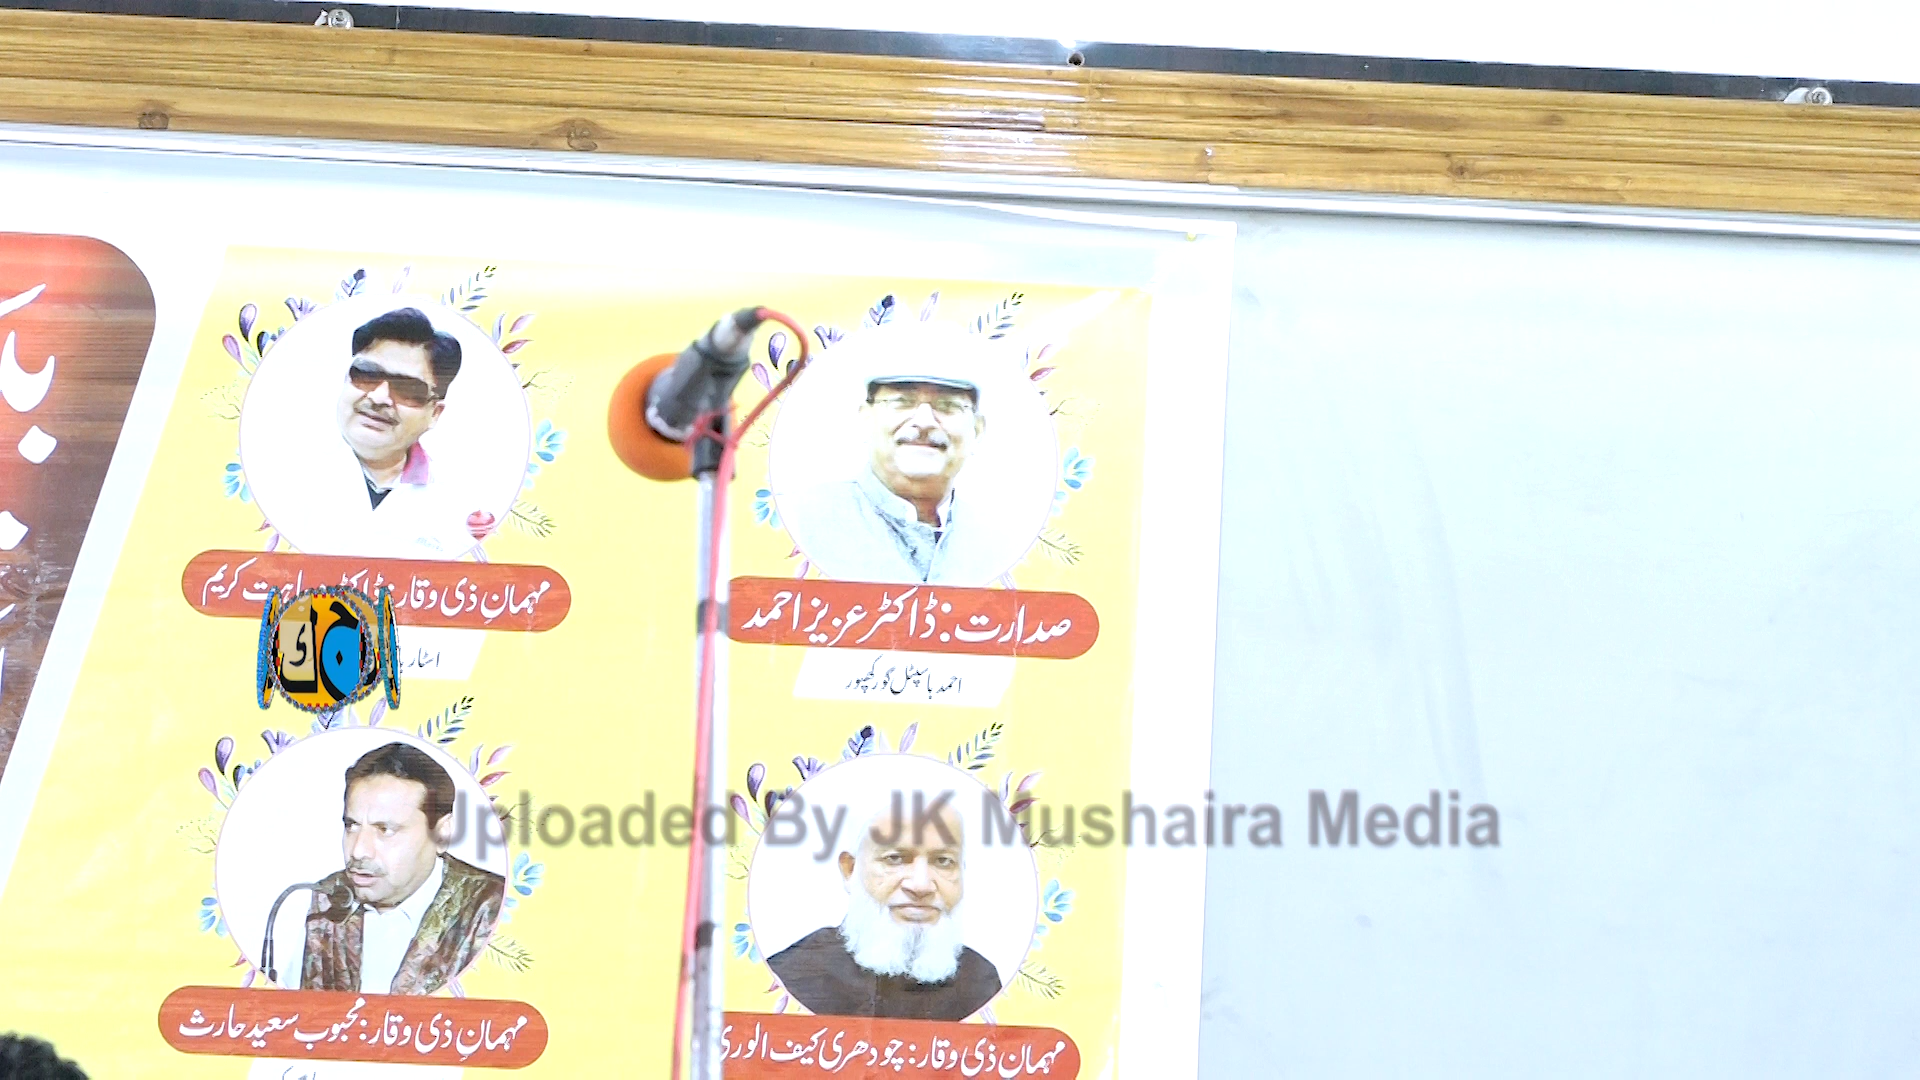 صدارت: ڈاکٹر عزیز احمد
احمد ہاسپٹل گورکھپور
مہمانِ ذی وقار: کریم
اسٹار
Uploaded By JK Mushaira Media
مہمانِ ذی وقار: چودھری کیف الوریٰ
مہمانِ ذی وقار: محبوب سعید حارث